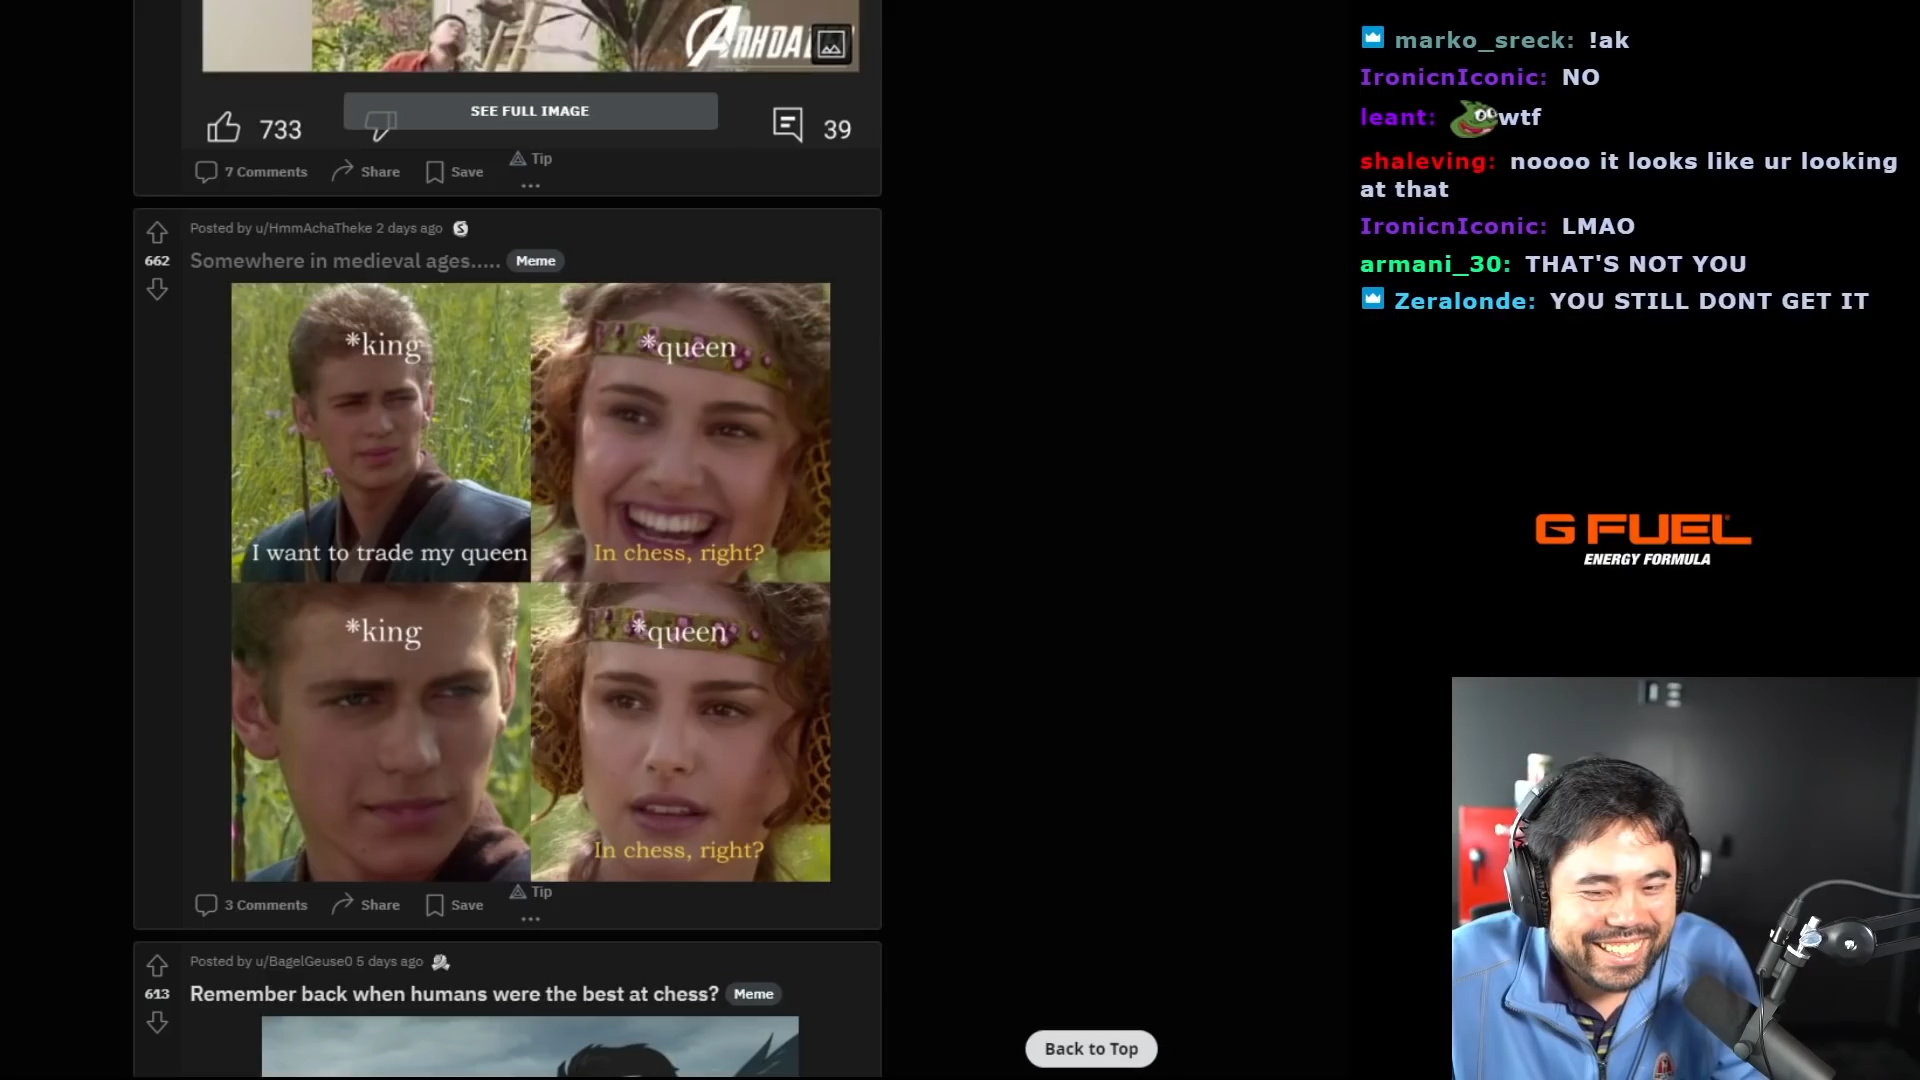 ANHDA
733
SEE FULL IMAGE
39
7 Comments
Share
Save
Tip
Posted by u/HmmAchaTheke 2 days ago
662
Somewhere in medieval ages.....
Meme
*king
*queen
I want to trade my queen
In chess, right?
*king
*queen
In chess, right?
3 Comments
Share
Save
Tip
Posted by u/BagelGeuse0 5 days ago
613
Remember back when humans were the best at chess?
Meme
Back to Top
marko_sreck: !ak
IronicnIconic: NO
leant: wtf
shaleving: noooo it looks like ur looking
at that
IronicnIconic: LMAO
armani_30: THAT'S NOT YOU
Zeralonde: YOU STILL DONT GET IT
G FUEL
ENERGY FORMULA